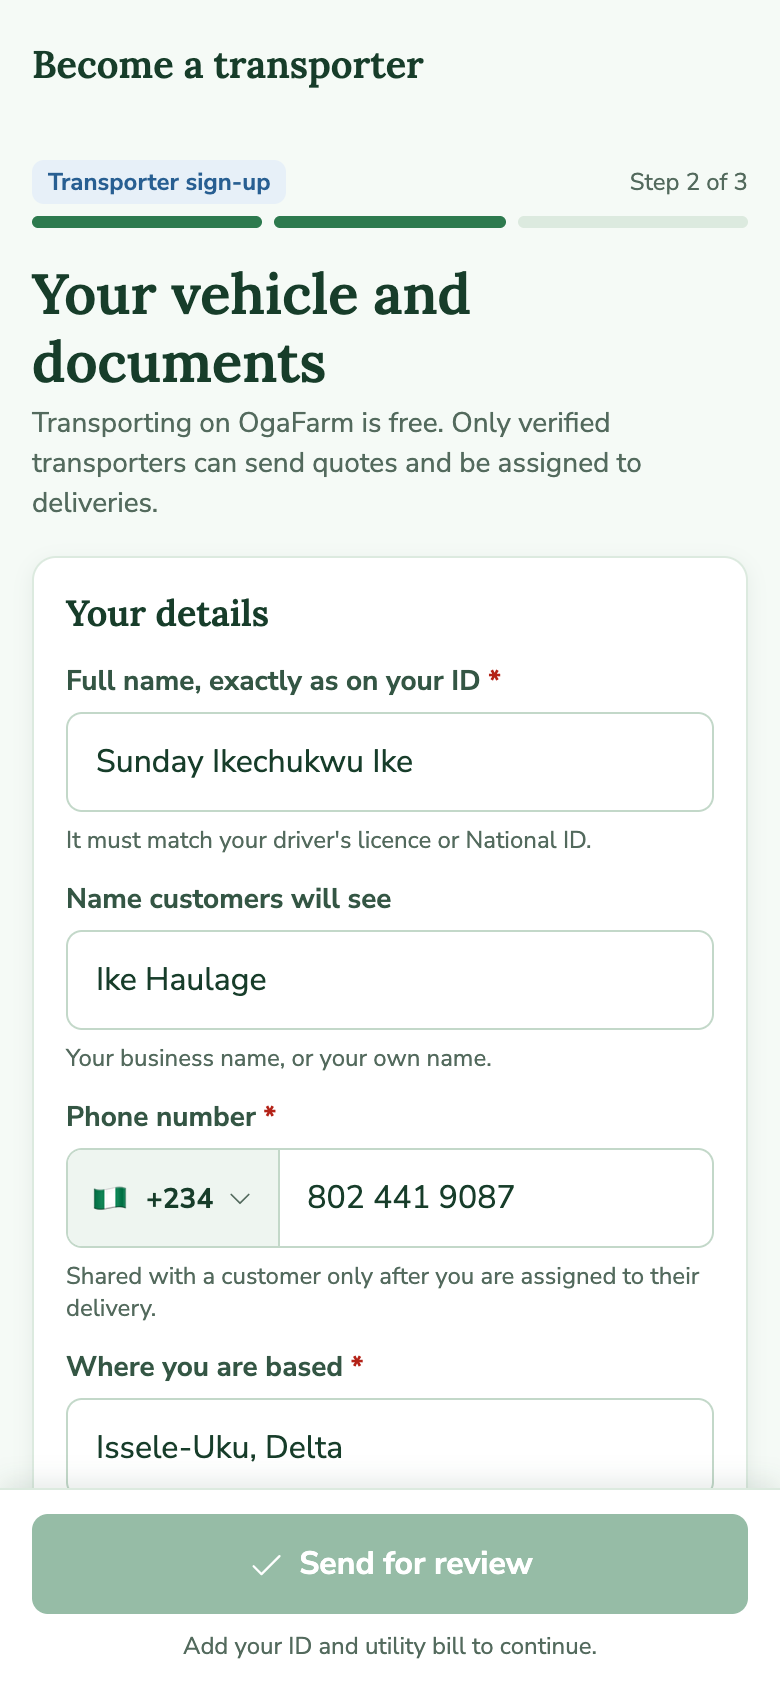 Become a transporter
Transporter sign-up
Step 2 of 3
Your vehicle and
documents
Transporting on OgaFarm is free. Only verified
transporters can send quotes and be assigned to
deliveries.
Your details
Full name, exactly as on your ID *
Sunday Ikechukwu Ike
It must match your driver's licence or National ID.
Name customers will see
Ike Haulage
Your business name, or your own name.
Phone number *
+234 802 441 9087
Shared with a customer only after you are assigned to their
delivery.
Where you are based *
Issele-Uku, Delta
Send for review
Add your ID and utility bill to continue.